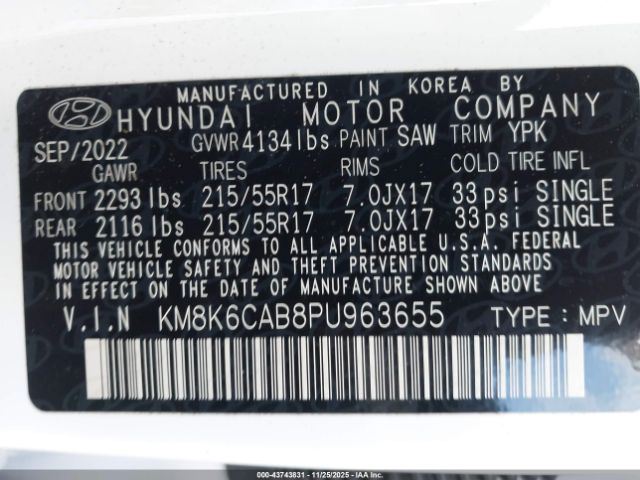 MANUFACTURED IN KOREA BY
HYUNDAI MOTOR COMPANY
SEP/2022 GVWR 4134 lbs PAINT SAW TRIM YPK
GAWR TIRES RIMS COLD TIRE INFL
FRONT 2293 lbs 215/55R17 7.0JX17 33psi SINGLE
REAR 2116 lbs 215/55R17 7.0JX17 33psi SINGLE
THIS VEHICLE CONFORMS TO ALL APPLICABLE U.S.A. FEDERAL
MOTOR VEHICLE SAFETY AND THEFT PREVENTION STANDARDS
IN EFFECT ON THE DATE OF MANUFACTURE SHOWN ABOVE
V.I.N KM8K6CAB8PU963655 TYPE : MPV
000-43743831 - 11/25/2025 - IAAI.COM